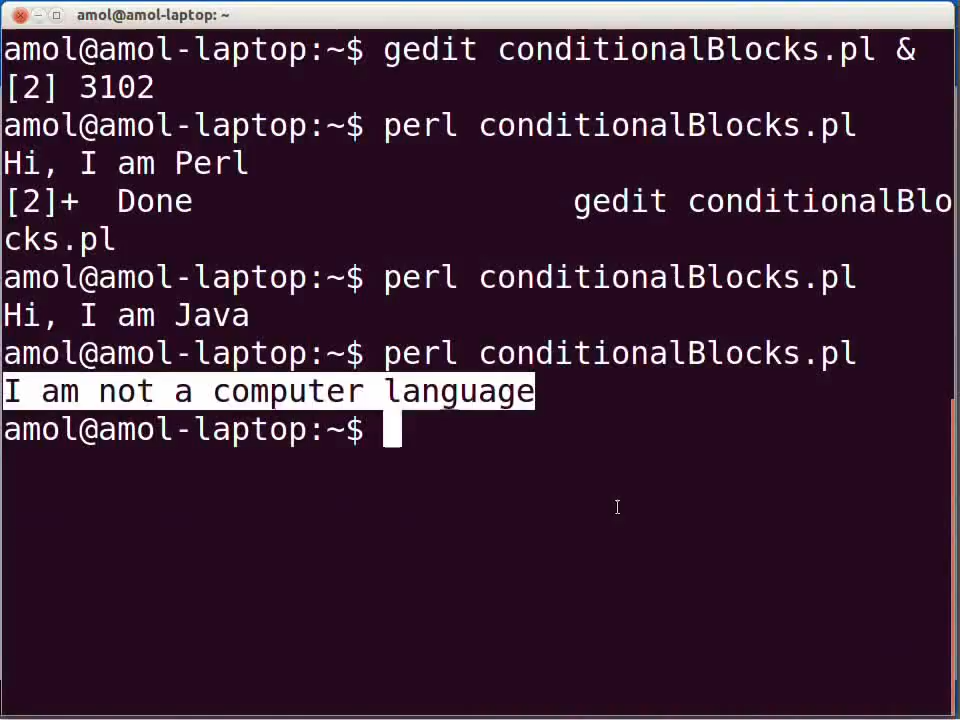 amol@amol-laptop: ~
amol@amol-laptop:~$ gedit conditionalBlocks.pl &
[2] 3102
amol@amol-laptop:~$ perl conditionalBlocks.pl
Hi, I am Perl
[2]+  Done                    gedit conditionalBlo
cks.pl
amol@amol-laptop:~$ perl conditionalBlocks.pl
Hi, I am Java
amol@amol-laptop:~$ perl conditionalBlocks.pl
I am not a computer language
amol@amol-laptop:~$